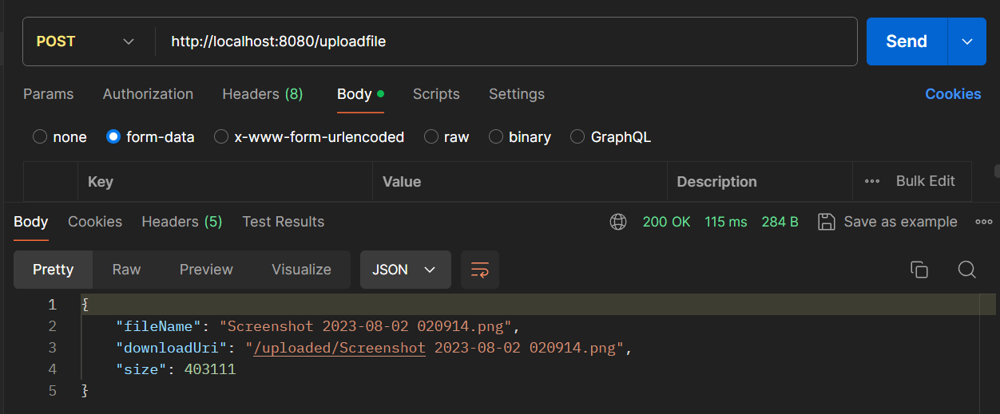 POST http://localhost:8080/uploadfile Send
Params Authorization Headers (8) Body Scripts Settings Cookies
none form-data x-www-form-urlencoded raw binary GraphQL
Key Value Description Bulk Edit
Body Cookies Headers (5) Test Results 200 OK 115 ms 284 B Save as example
Pretty Raw Preview Visualize JSON
1 {
2 "fileName": "Screenshot 2023-08-02 020914.png",
3 "downloadUri": "/uploaded/Screenshot 2023-08-02 020914.png",
4 "size": 403111
5 }